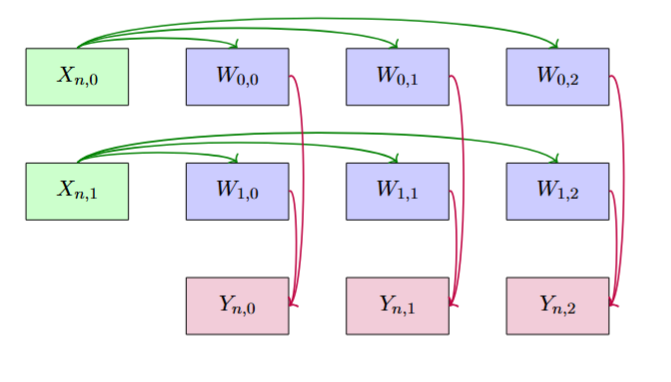 X_{n,0} W_{0,0} W_{0,1} W_{0,2}
X_{n,1} W_{1,0} W_{1,1} W_{1,2}
Y_{n,0} Y_{n,1} Y_{n,2}